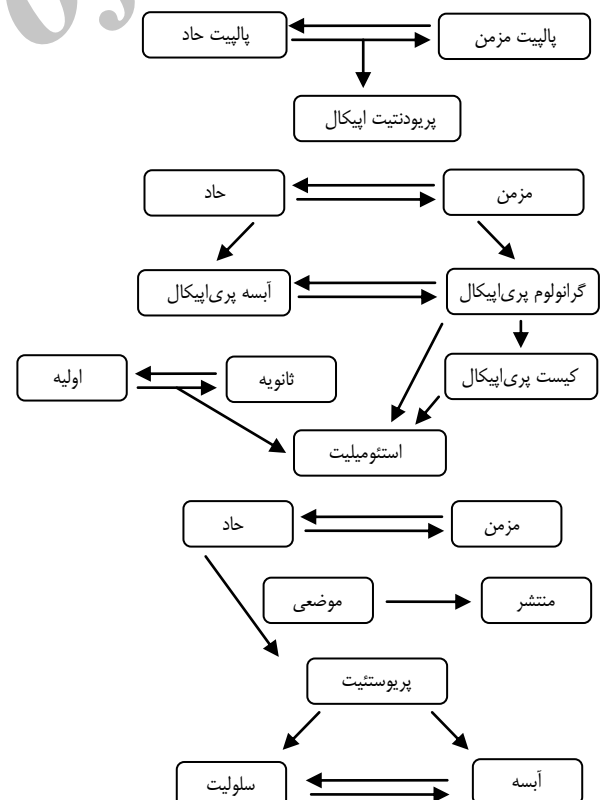 پالپیت مزمن
پالپیت حاد
پریودنتیت اپیکال
مزمن
حاد
گرانولوم پری‌اپیکال
آبسه پری‌اپیکال
کیست پری‌اپیکال
ثانویه
اولیه
استئومیلیت
مزمن
حاد
منتشر
موضعی
پریوستئیت
آبسه
سلولیت